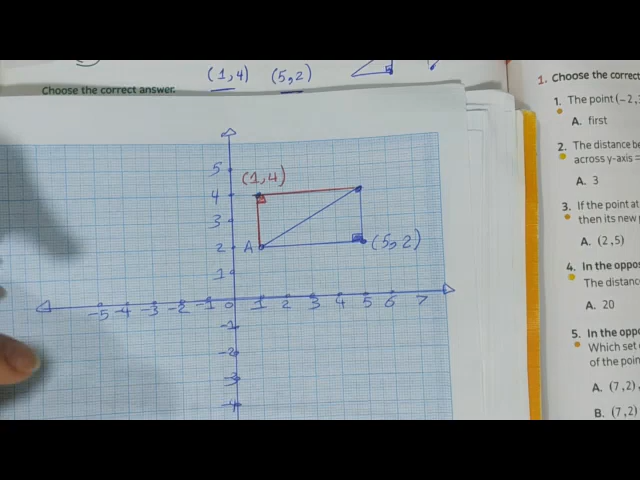 (1,4) (5,2)
Choose the correct answer.
5
4
3
2
1
(1,4)
A
(5,2)
-5 -4 -3 -2 -1 0 1 2 3 4 5 6 7
-1
-2
-3
-4
1. Choose the correct
1. The point (-2,
A. first
2. The distance be
across y-axis =
A. 3
3. If the point at
then its new
A. (2,5)
4. In the oppos
The distanc
A. 20
5. In the oppo
Which set
of the poin
A. (7,2)
B. (7,2)